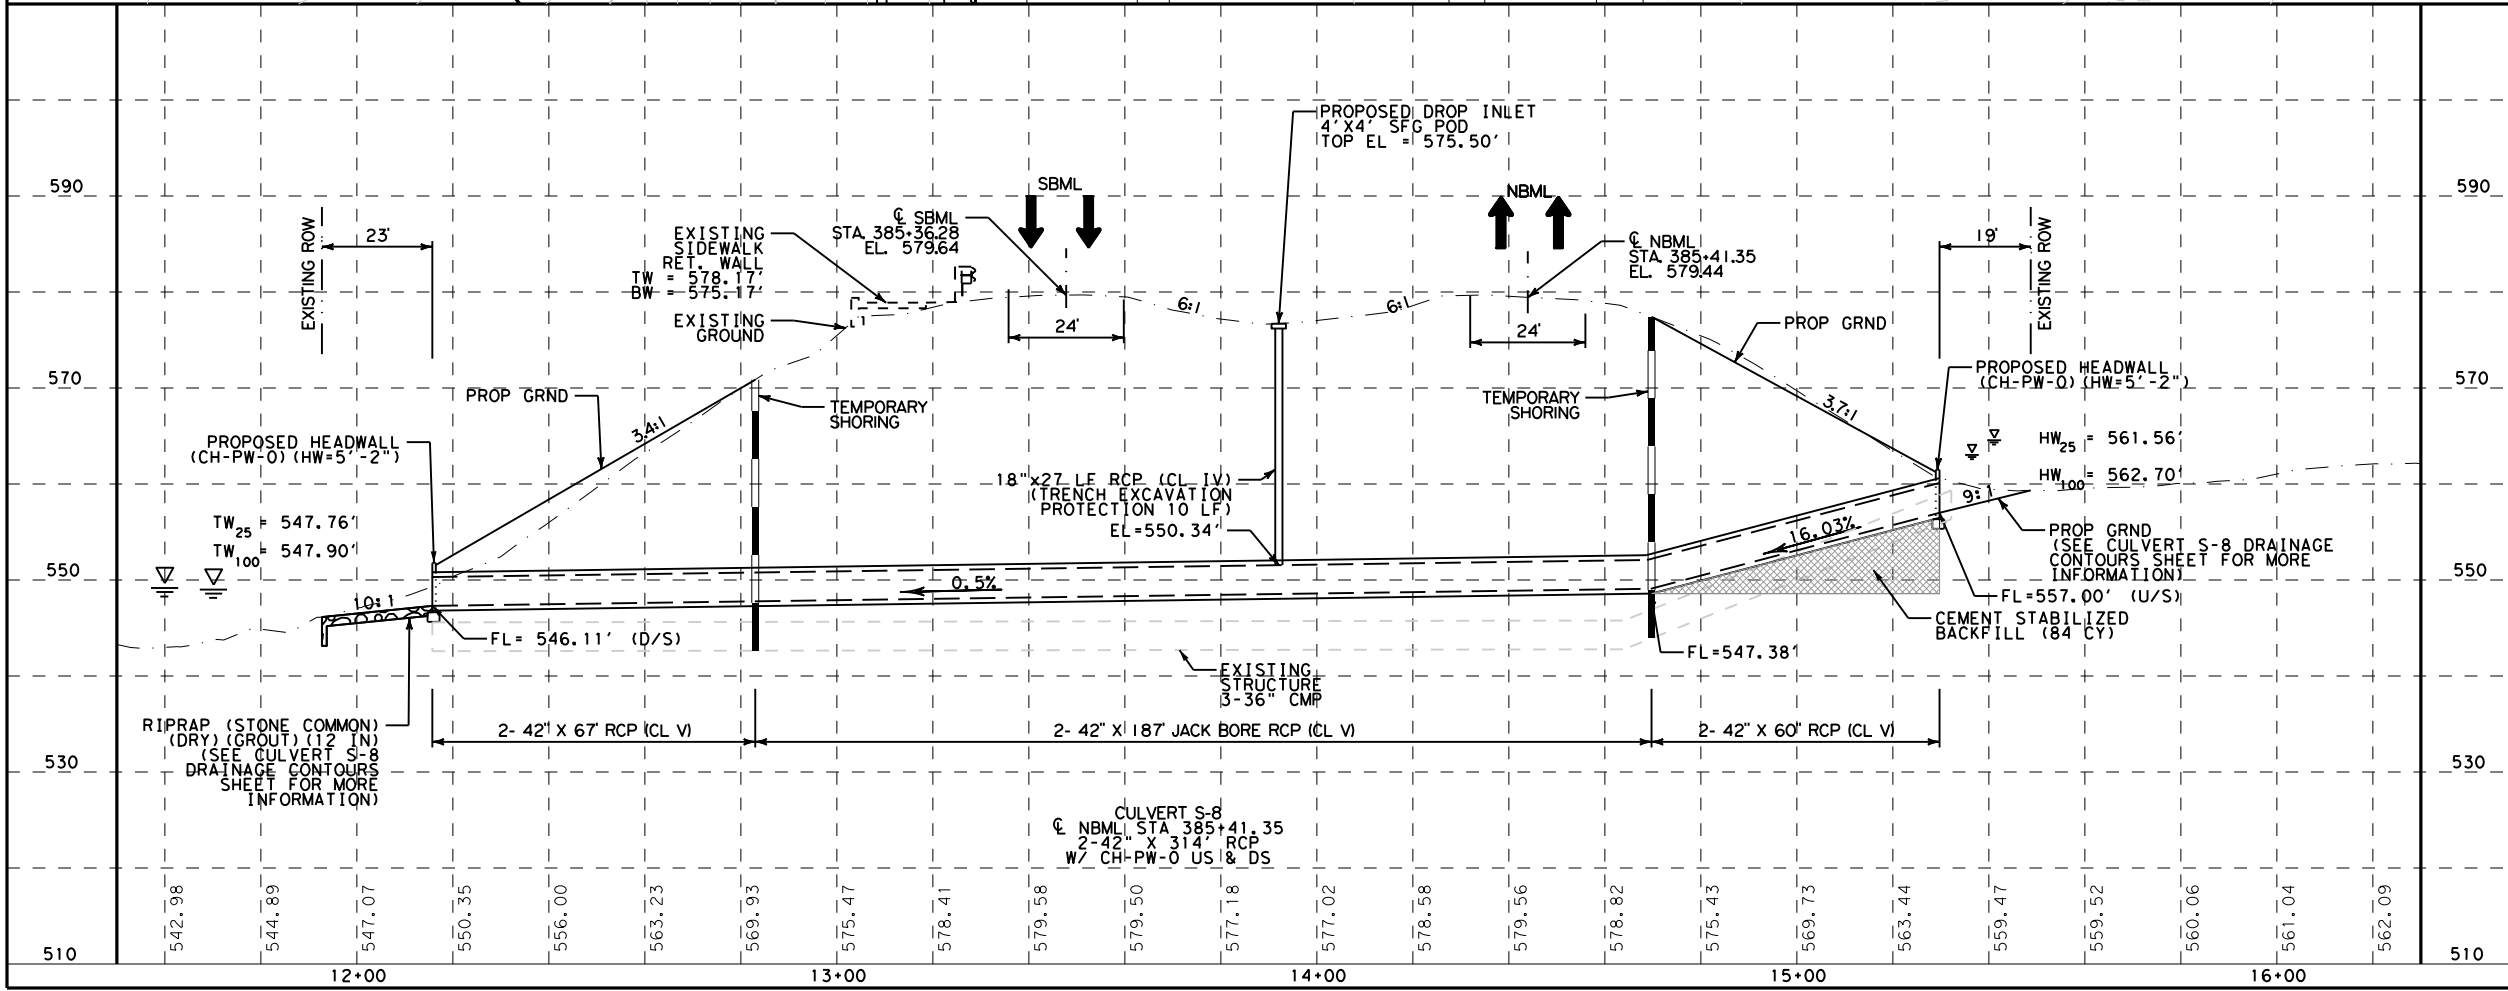 PROPOSED DROP INLET
4'X4' SFG POD
TOP EL = 575.50'
590
590
SBML
NBML
EXISTING ROW
23'
EXISTING
SIDEWALK
RET. WALL
TW = 578.17'
BW = 575.17'
℄ SBML
STA. 385+36.28
EL. 579.64
℄ NBML
STA. 385+41.35
EL. 579.44
19'
EXISTING ROW
6:1
6:1
EXISTING
GROUND
24'
24'
PROP GRND
570
570
PROP GRND
TEMPORARY
SHORING
TEMPORARY
SHORING
PROPOSED HEADWALL
(CH-PW-0)(HW=5'-2")
3.4:1
3.7:1
PROPOSED HEADWALL
(CH-PW-0)(HW=5'-2")
HW25 = 561.56'
HW100 = 562.70'
18"x27 LF RCP (CL IV)
(TRENCH EXCAVATION
PROTECTION 10 LF)
EL=550.34'
9:1
TW25 = 547.76'
TW100 = 547.90'
16.03%
PROP GRND
(SEE CULVERT S-8 DRAINAGE
CONTOURS SHEET FOR MORE
INFORMATION)
550
550
10:1
0.5%
FL=557.00' (U/S)
CEMENT STABILIZED
BACKFILL (84 CY)
FL= 546.11' (D/S)
FL=547.38'
EXISTING
STRUCTURE
3-36" CMP
RIPRAP (STONE COMMON)
(DRY)(GROUT)(12 IN)
(SEE CULVERT S-8
DRAINAGE CONTOURS
SHEET FOR MORE
INFORMATION)
2- 42" X 67' RCP (CL V)
2- 42" X 187' JACK BORE RCP (CL V)
2- 42" X 60' RCP (CL V)
530
530
CULVERT S-8
℄ NBML STA 385+41.35
2-42" X 314' RCP
W/ CH-PW-0 US & DS
542.98
544.89
547.07
550.35
556.00
563.23
569.93
575.47
578.41
579.58
579.50
577.18
577.02
578.58
579.56
578.82
575.43
569.73
563.44
559.47
559.52
560.06
561.04
562.09
510
510
12+00
13+00
14+00
15+00
16+00